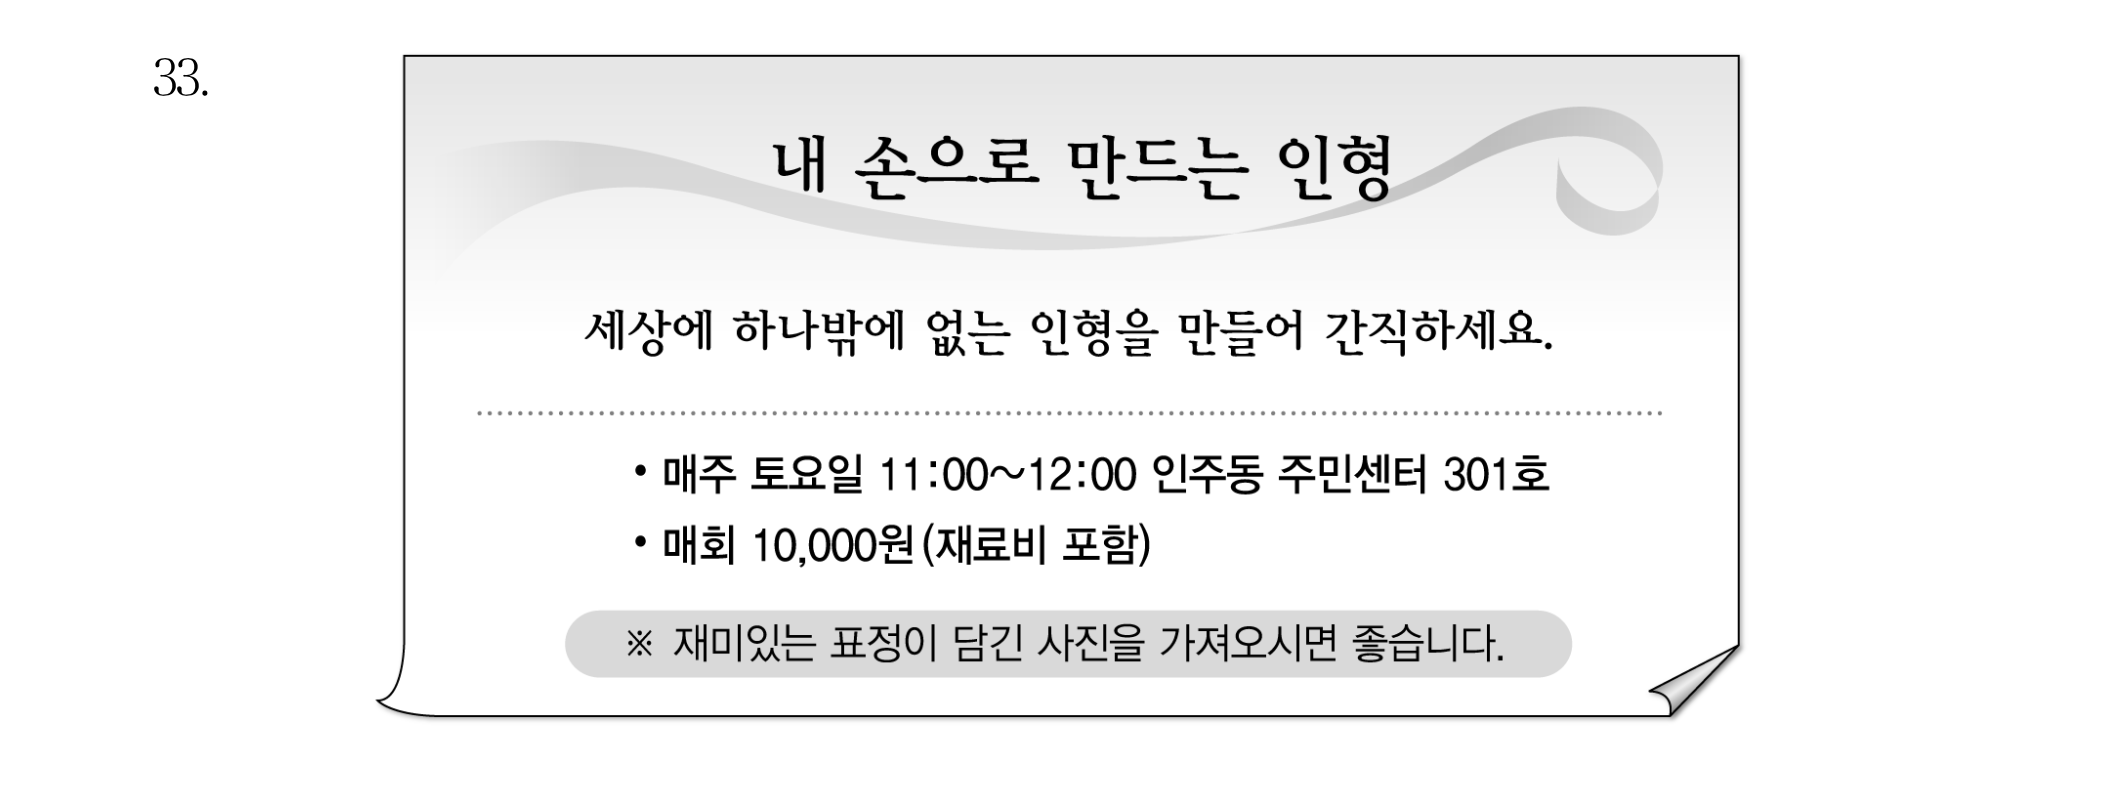 33.
내 손으로 만드는 인형
세상에 하나밖에 없는 인형을 만들어 간직하세요.
• 매주 토요일 11:00~12:00 인주동 주민센터 301호
• 매회 10,000원(재료비 포함)
※ 재미있는 표정이 담긴 사진을 가져오시면 좋습니다.